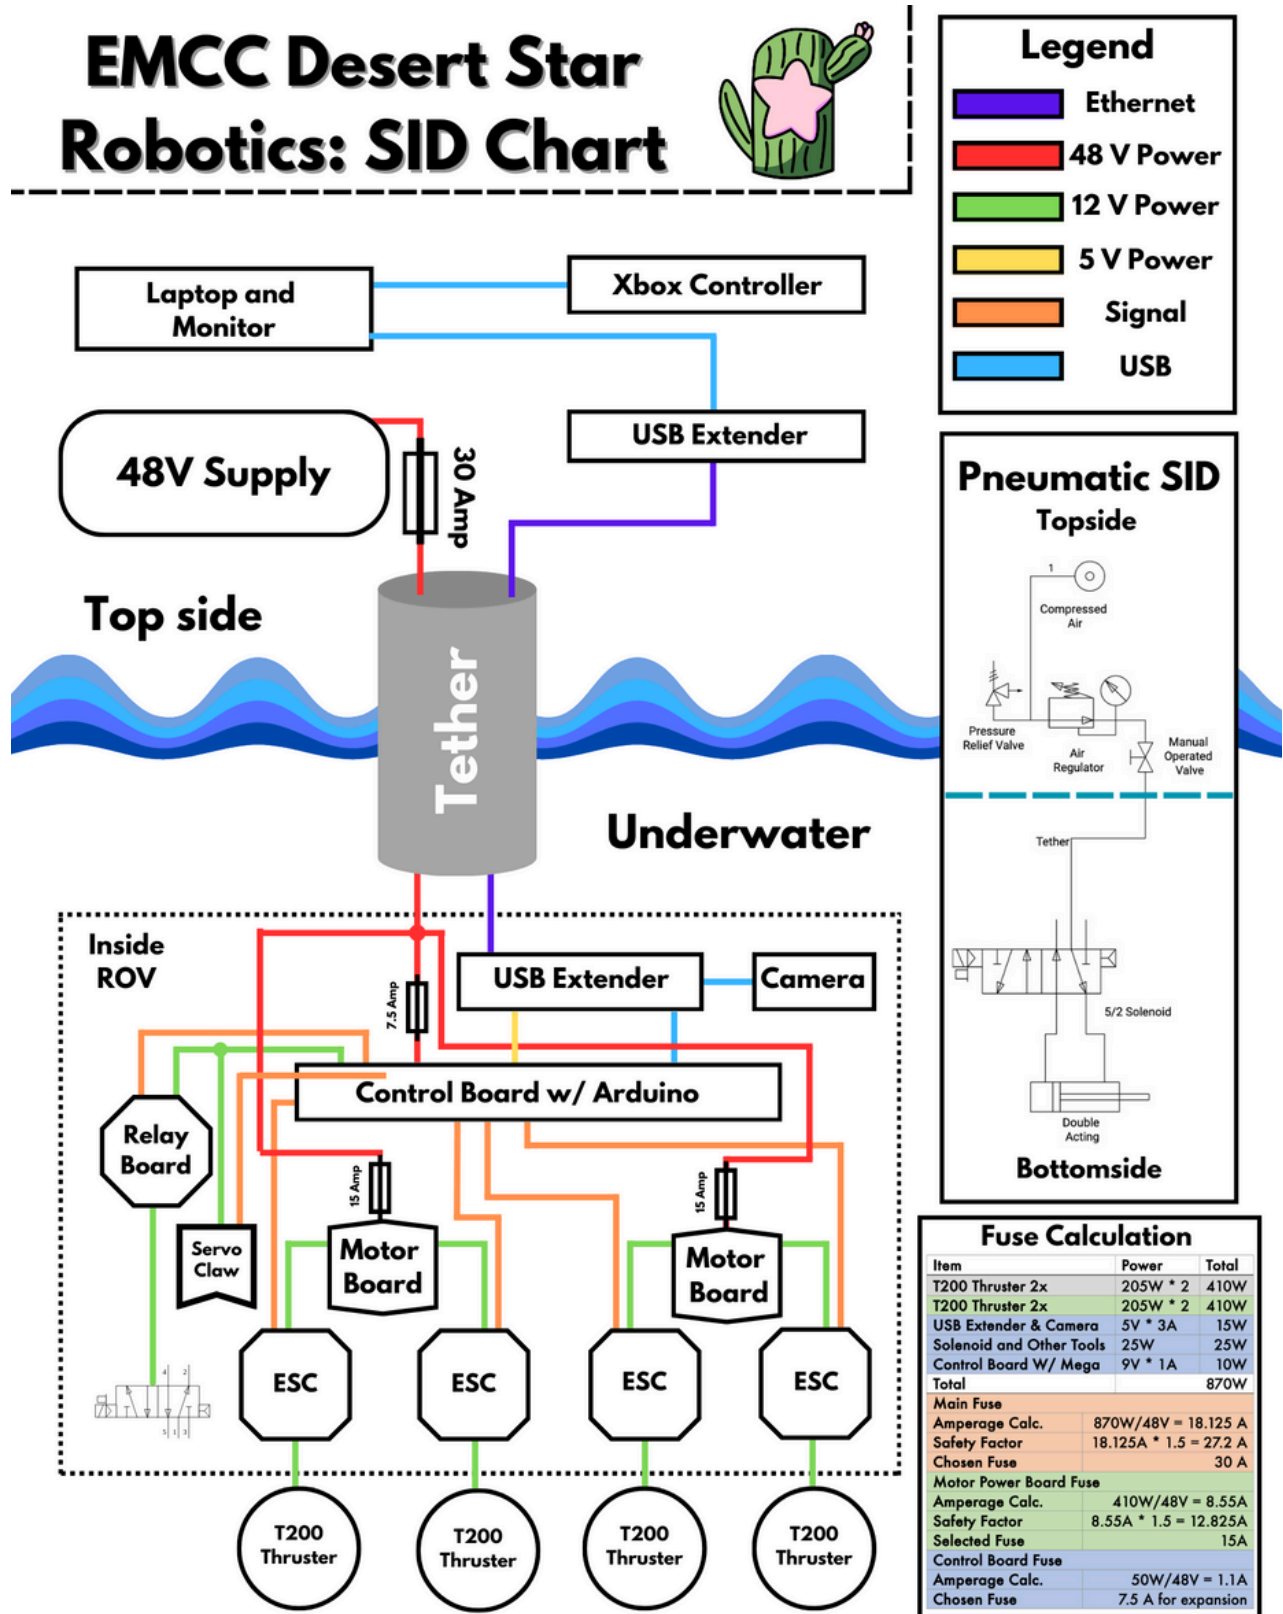 EMCC Desert Star
Robotics: SID Chart
Legend
Ethernet
48 V Power
12 V Power
5 V Power
Signal
USB
Laptop and
Monitor
Xbox Controller
48V Supply
30 Amp
USB Extender
Top side
Tether
Underwater
Pneumatic SID
Topside
1
Compressed
Air
Pressure
Relief Valve
Air
Regulator
Manual
Operated
Valve
Tether
5/2 Solenoid
Double
Acting
Bottomside
Inside
ROV
7.5 Amp
USB Extender
Camera
Control Board w/ Arduino
Relay
Board
Servo
Claw
15 Amp
Motor
Board
15 Amp
Motor
Board
ESC
ESC
ESC
ESC
4 2
5 1 3
T200
Thruster
T200
Thruster
T200
Thruster
T200
Thruster
Fuse Calculation
Item Power Total
T200 Thruster 2x 205W * 2 410W
T200 Thruster 2x 205W * 2 410W
USB Extender & Camera 5V * 3A 15W
Solenoid and Other Tools 25W 25W
Control Board W/ Mega 9V * 1A 10W
Total 870W
Main Fuse
Amperage Calc. 870W/48V = 18.125 A
Safety Factor 18.125A * 1.5 = 27.2 A
Chosen Fuse 30 A
Motor Power Board Fuse
Amperage Calc. 410W/48V = 8.55A
Safety Factor 8.55A * 1.5 = 12.825A
Selected Fuse 15A
Control Board Fuse
Amperage Calc. 50W/48V = 1.1A
Chosen Fuse 7.5 A for expansion